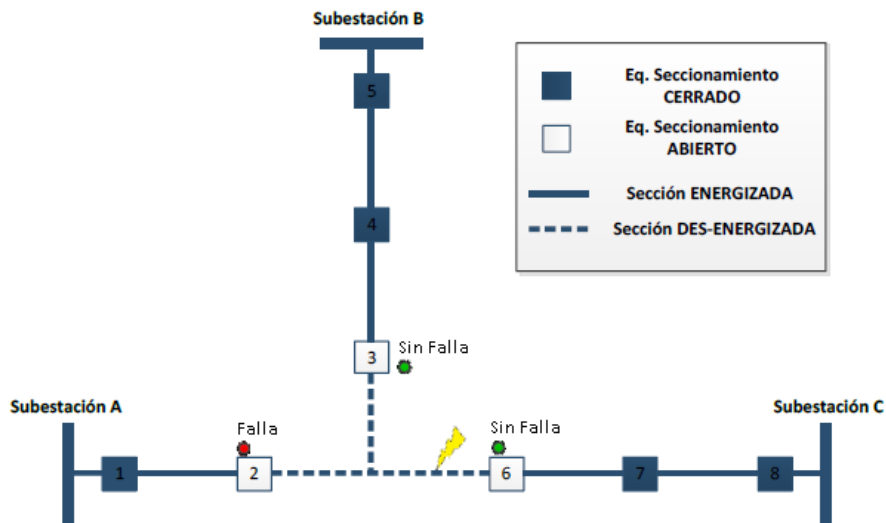 Subestación B
5
Eq. Seccionamiento
CERRADO
Eq. Seccionamiento
ABIERTO
4
Sección ENERGIZADA
Sección DES-ENERGIZADA
3
Sin Falla
Subestación A
Falla
Sin Falla
Subestación C
1
2
6
7
8